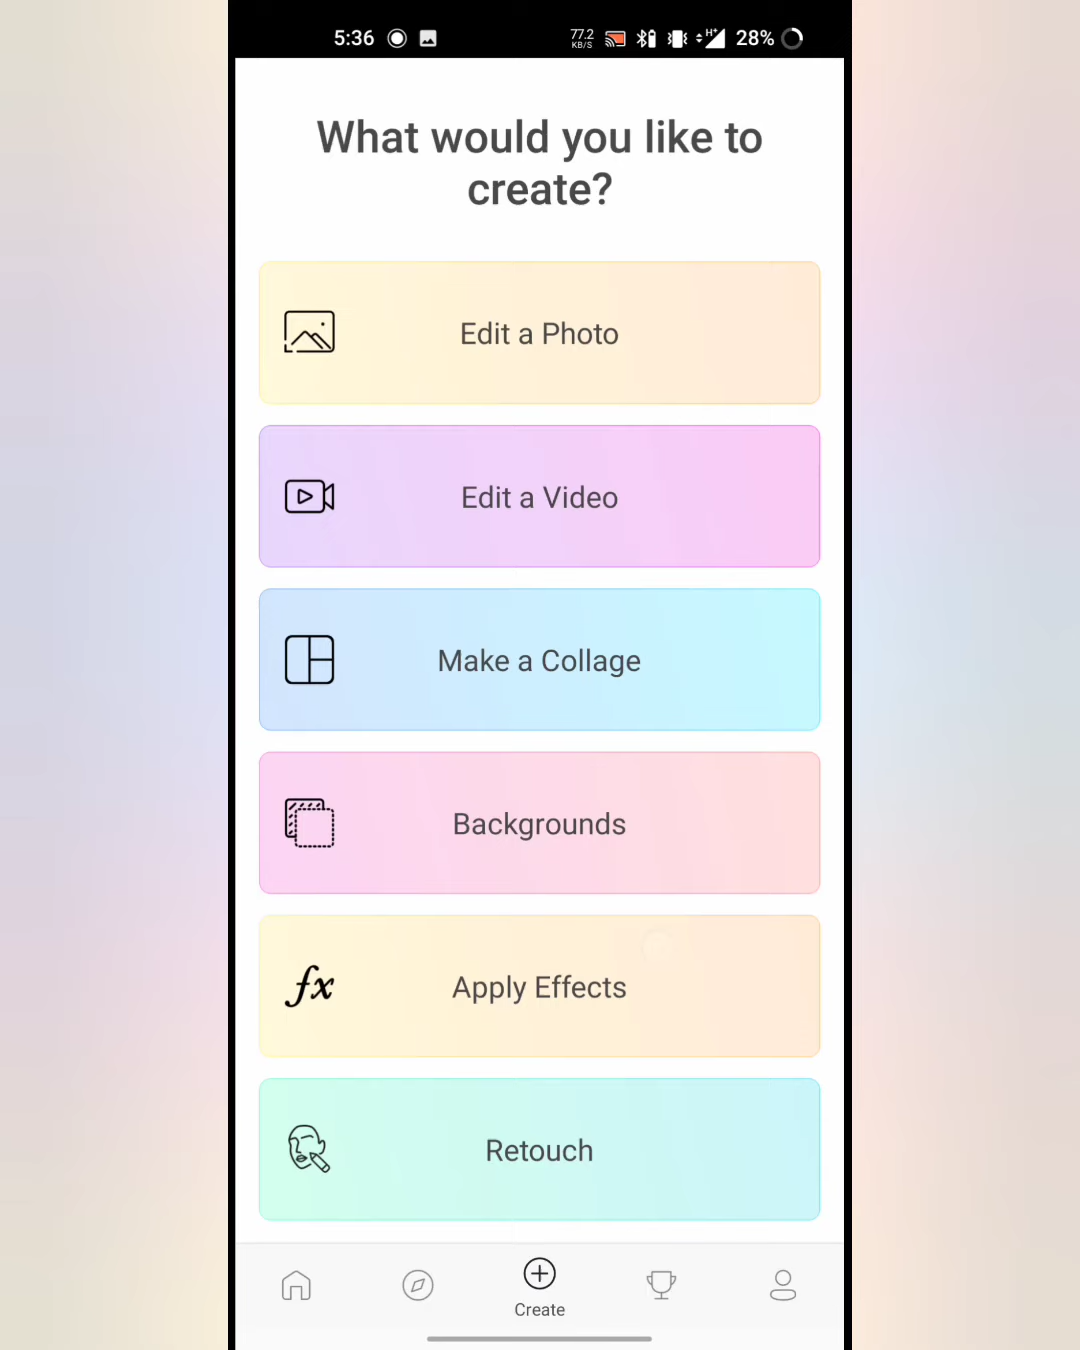 5:36 77.2 KB/S H+ 28%
What would you like to
create?
Edit a Photo
Edit a Video
Make a Collage
Backgrounds
fx Apply Effects
Retouch
Create